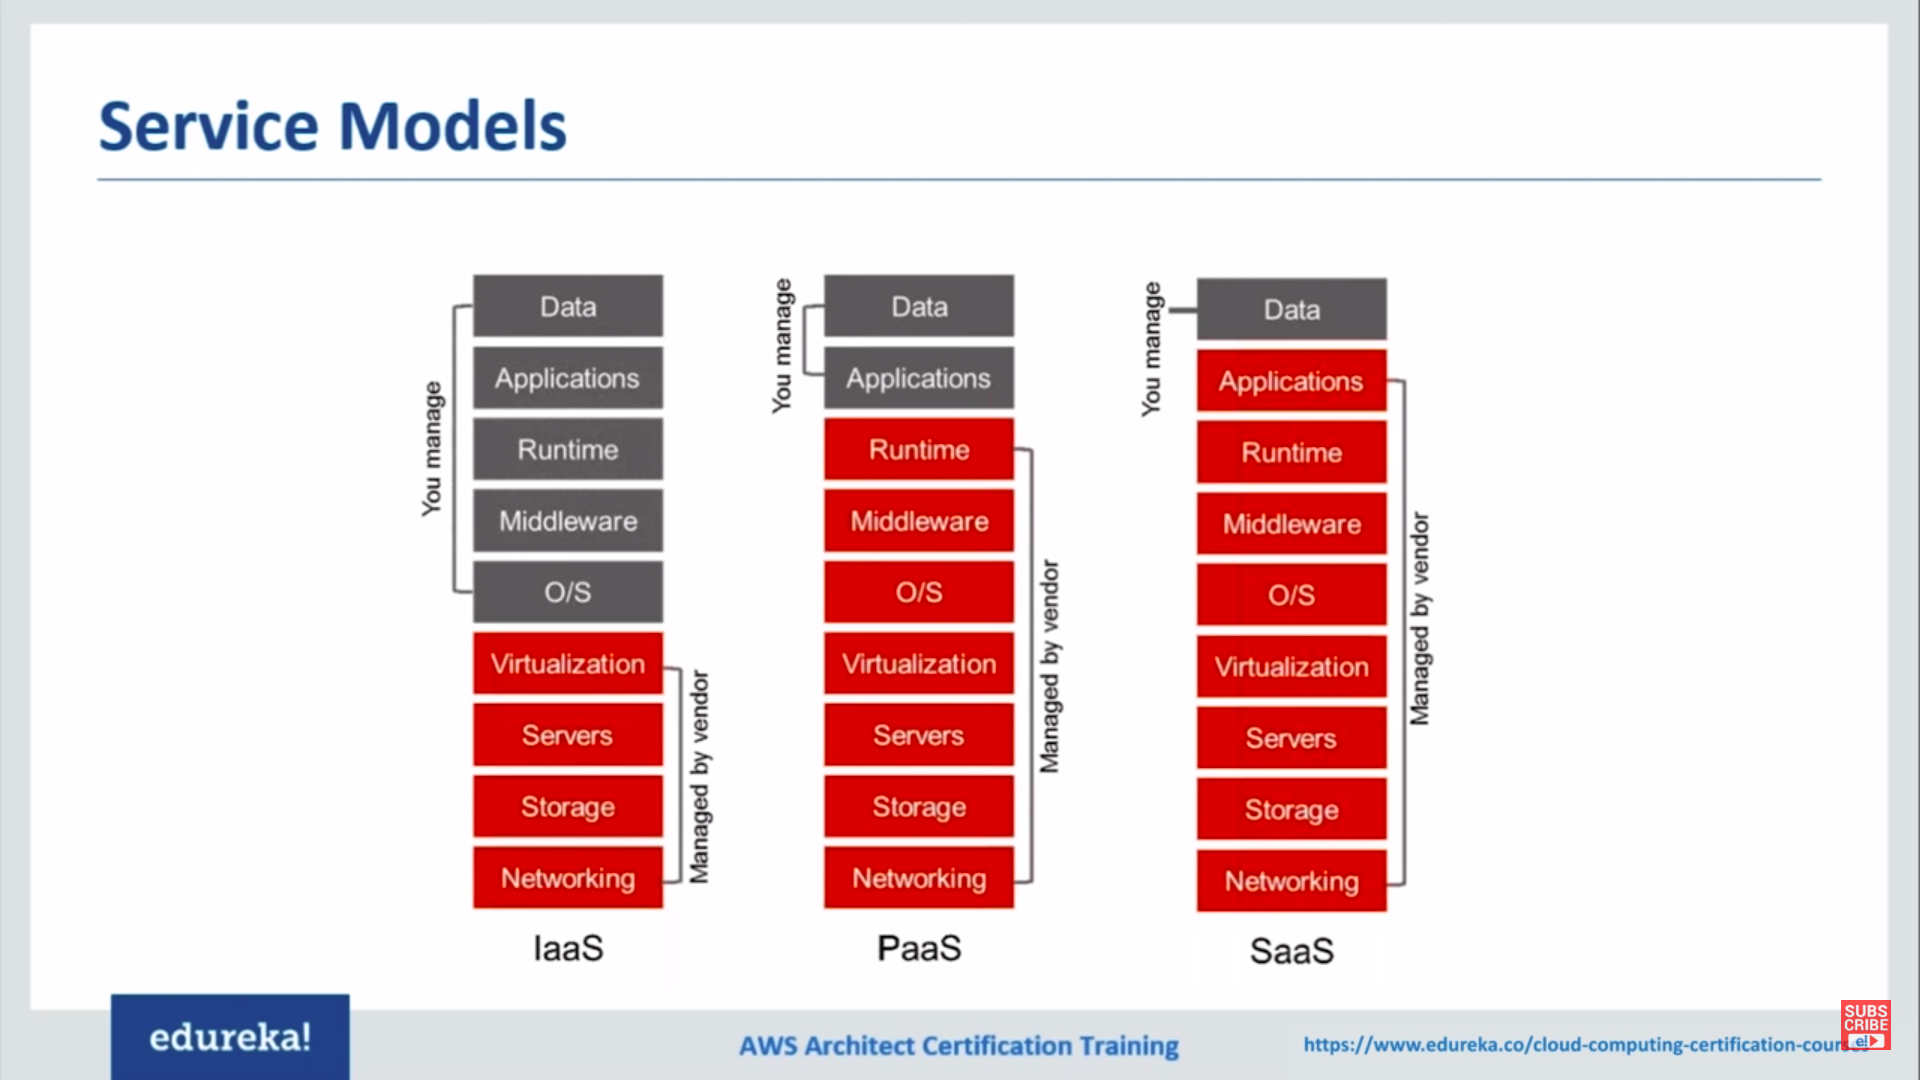 Service Models
You manage
Data
Applications
Runtime
Middleware
O/S
Virtualization
Servers
Storage
Networking
Managed by vendor
IaaS
You manage
Data
Applications
Runtime
Middleware
O/S
Virtualization
Servers
Storage
Networking
Managed by vendor
PaaS
You manage
Data
Applications
Runtime
Middleware
O/S
Virtualization
Servers
Storage
Networking
Managed by vendor
SaaS
edureka!
AWS Architect Certification Training
https://www.edureka.co/cloud-computing-certification-courses
SUBS
CRIBE
e!